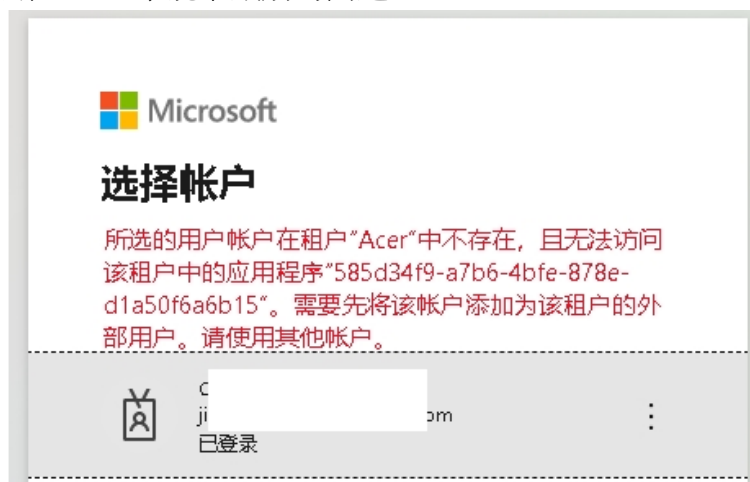 Microsoft
选择帐户
所选的用户帐户在租户"Acer"中不存在，且无法访问
该租户中的应用程序"585d34f9-a7b6-4bfe-878e-
d1a50f6a6b15"。需要先将该帐户添加为该租户的外
部用户。请使用其他帐户。
C
ji om
已登录